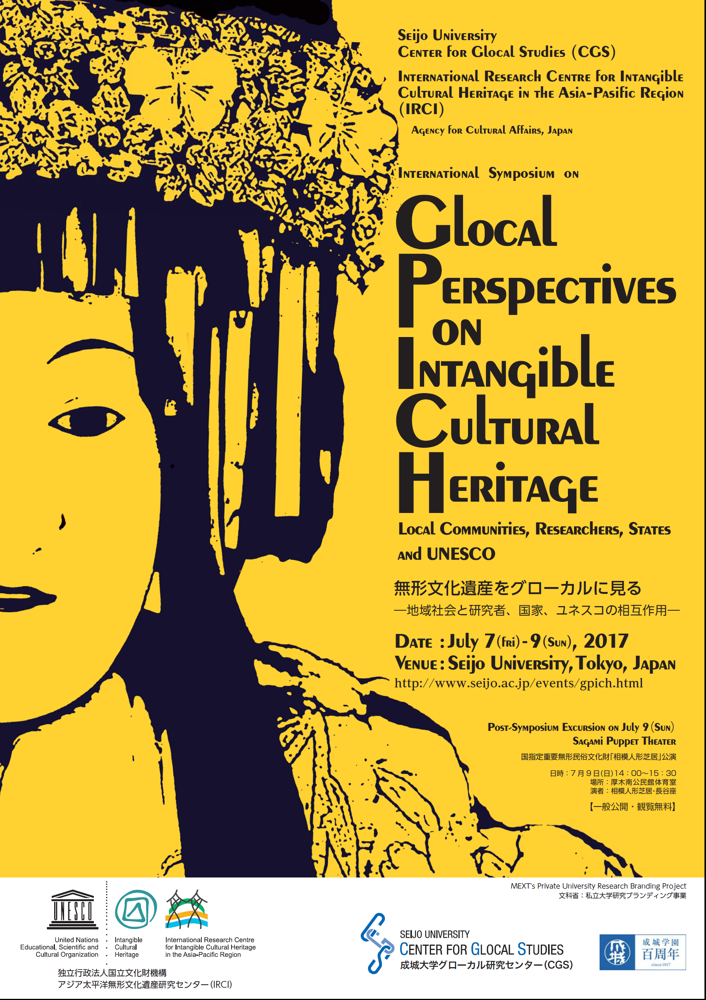 Seijo University
Center for Glocal Studies (CGS)
International Research Centre for Intangible
Cultural Heritage in the Asia-Pasific Region
(IRCI)
Agency for Cultural Affairs, Japan
International Symposium on
Glocal
Perspectives
on
Intangible
Cultural
Heritage
Local Communities, Researchers, States
and UNESCO
無形文化遺産をグローカルに見る
―地域社会と研究者、国家、ユネスコの相互作用―
Date : July 7(Fri)-9(Sun), 2017
Venue : Seijo University, Tokyo, Japan
http://www.seijo.ac.jp/events/gpich.html
Post-Symposium Excursion on July 9(Sun)
Sagami Puppet Theater
国指定重要無形民俗文化財「相模人形芝居」公演
日時：7月9日(日)14：00～15：30
場所：厚木南公民館体育室
演者：相模人形芝居・長谷座
【一般公開・観覧無料】
MEXT's Private University Research Branding Project
文科省：私立大学研究ブランディング事業
UNESCO
United Nations
Educational, Scientific and
Cultural Organization
Intangible
Cultural
Heritage
International Research Centre
for Intangible Cultural Heritage
in the Asia-Pacific Region
独立行政法人国立文化財機構
アジア太平洋無形文化遺産研究センター(IRCI)
SEIJO UNIVERSITY
CENTER FOR GLOCAL STUDIES
成城大学グローカル研究センター(CGS)
成城
成城学園
百周年
since1917